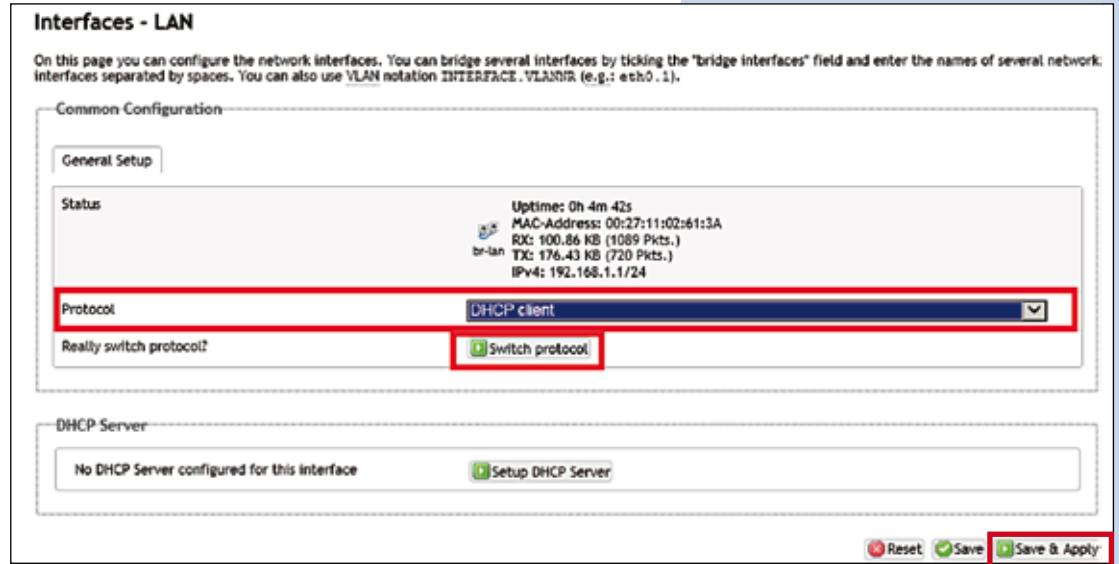 Interfaces - LAN
On this page you can configure the network interfaces. You can bridge several interfaces by ticking the "bridge interfaces" field and enter the names of several network
interfaces separated by spaces. You can also use VLAN notation INTERFACE.VLANNR (e.g.: eth0.1).
Common Configuration
General Setup
Status
Uptime: 0h 4m 42s
MAC-Address: 00:27:11:02:61:3A
RX: 100.86 KB (1089 Pkts.)
br-lan TX: 176.43 KB (720 Pkts.)
IPv4: 192.168.1.1/24
Protocol DHCP client
Really switch protocol? Switch protocol
DHCP Server
No DHCP Server configured for this interface Setup DHCP Server
Reset Save Save & Apply